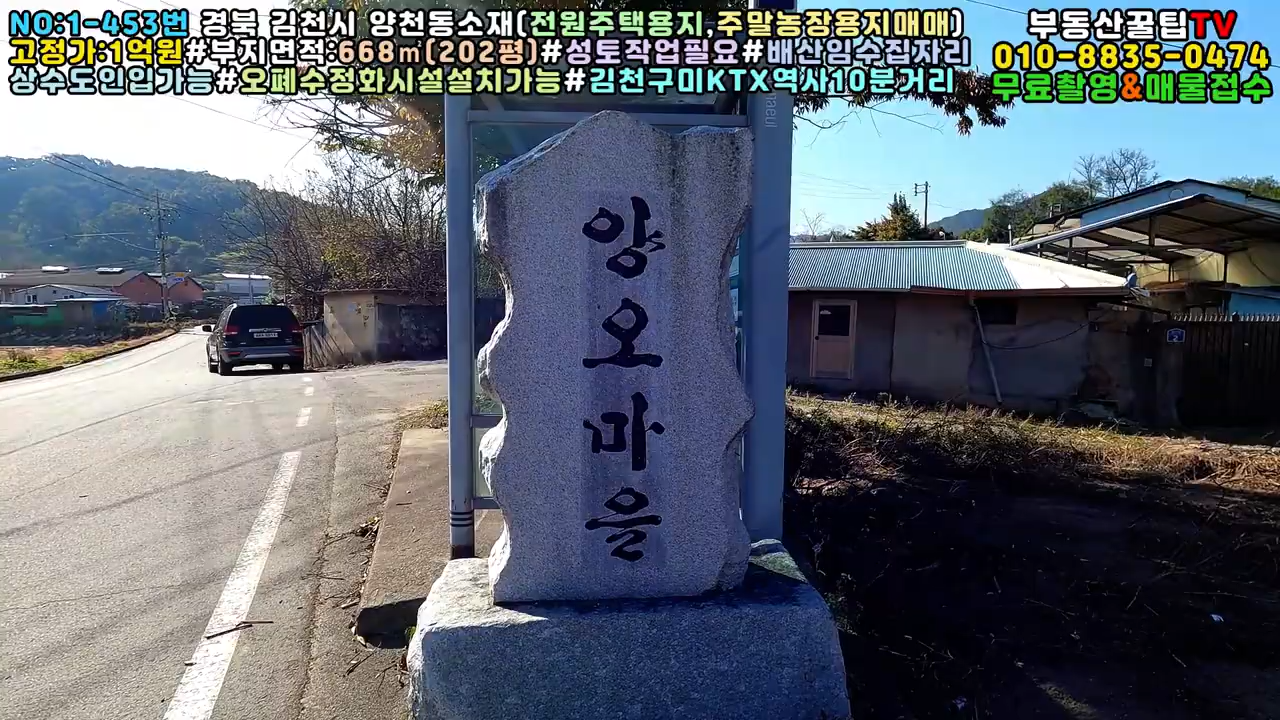 NO:1-453번 경북 김천시 양천동소재(전원주택용지,주말농장용지매매)
고정가:1억원#부지면적:668㎡(202평)#성토작업필요#배산임수집자리
상수도인입가능#오폐수정화시설설치가능#김천구미KTX역사10분거리
부동산꿀팁TV
010-8835-0474
무료촬영&매물접수
양오마을
2